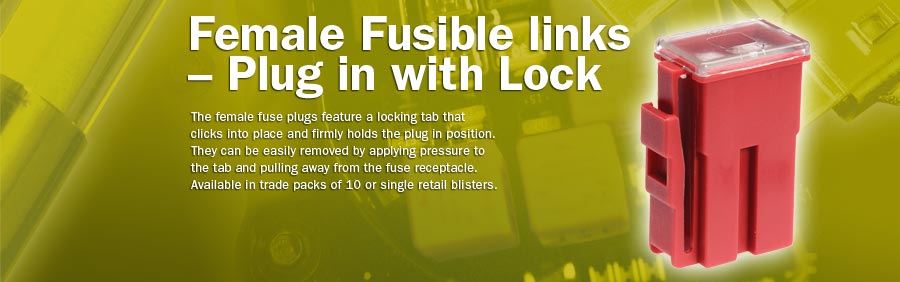 Female Fusible links
– Plug in with Lock
The female fuse plugs feature a locking tab that
clicks into place and firmly holds the plug in position.
They can be easily removed by applying pressure to
the tab and pulling away from the fuse receptacle.
Available in trade packs of 10 or single retail blisters.